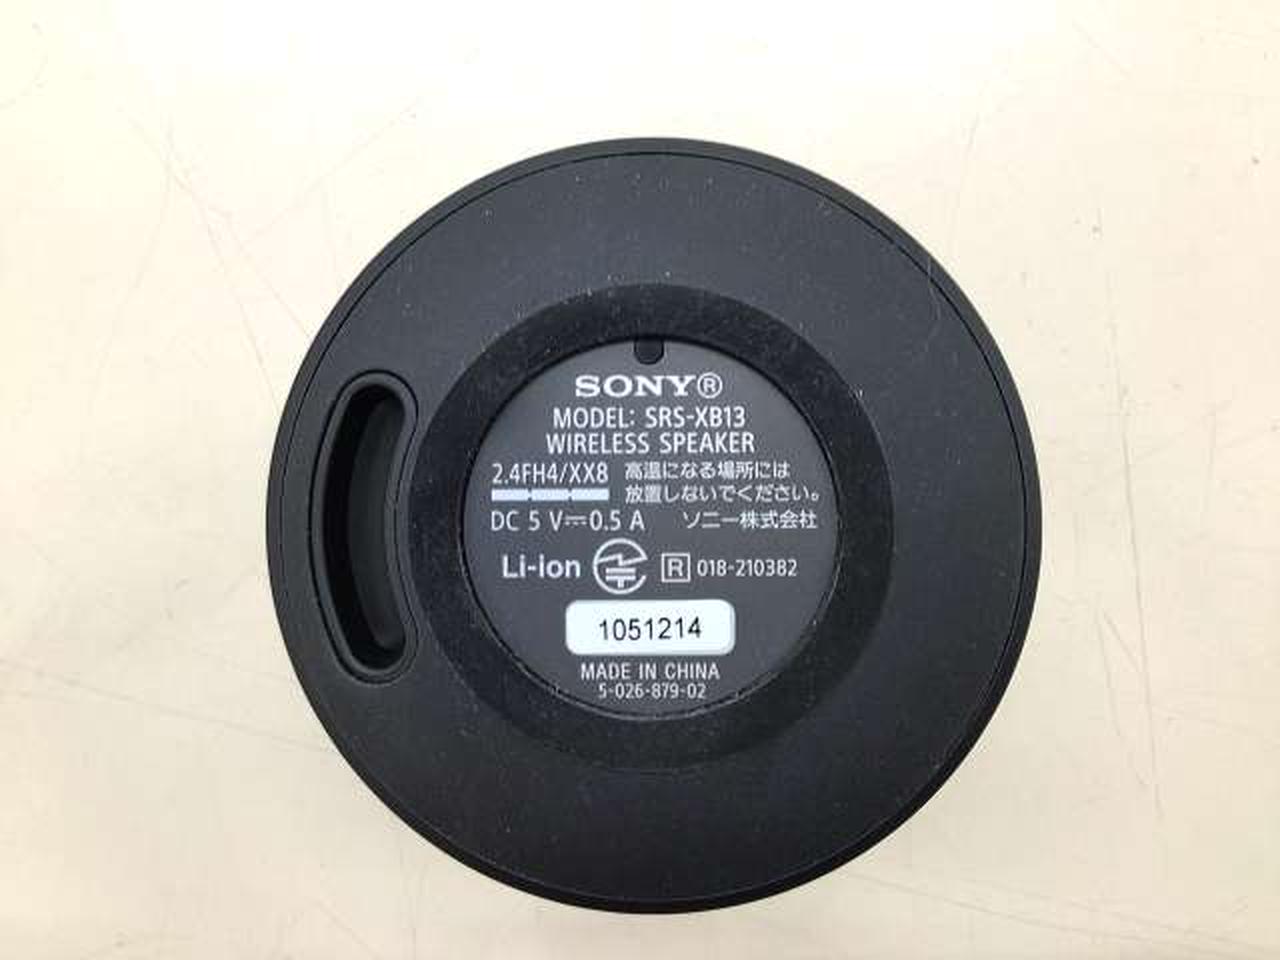 SONY®
MODEL: SRS-XB13
WIRELESS SPEAKER
2.4FH4/XX8 高温になる場所には
放置しないでください。
DC 5 V⎓0.5 A ソニー株式会社
Li-ion R 018-210382
1051214
MADE IN CHINA
5-026-879-02